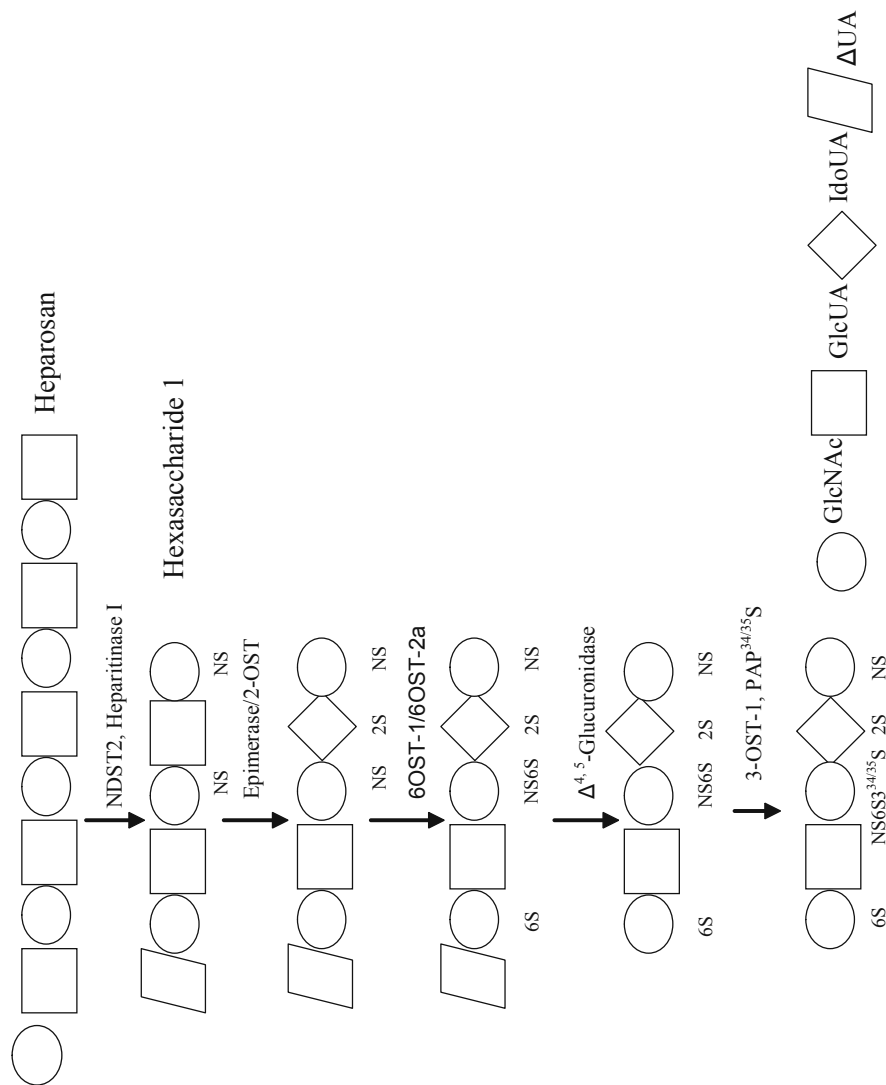 Heparosan
NDST2, Heparitinase I
Hexasaccharide 1
NS NS
Epimerase/2-OST
NS 2S NS
6OST-1/6OST-2a
6S NS6S 2S NS
Δ4, 5-Glucuronidase
6S NS6S 2S NS
3-OST-1, PAP34/35S
6S NS6S334/35S 2S NS
GlcNAc GlcUA IdoUA ΔUA